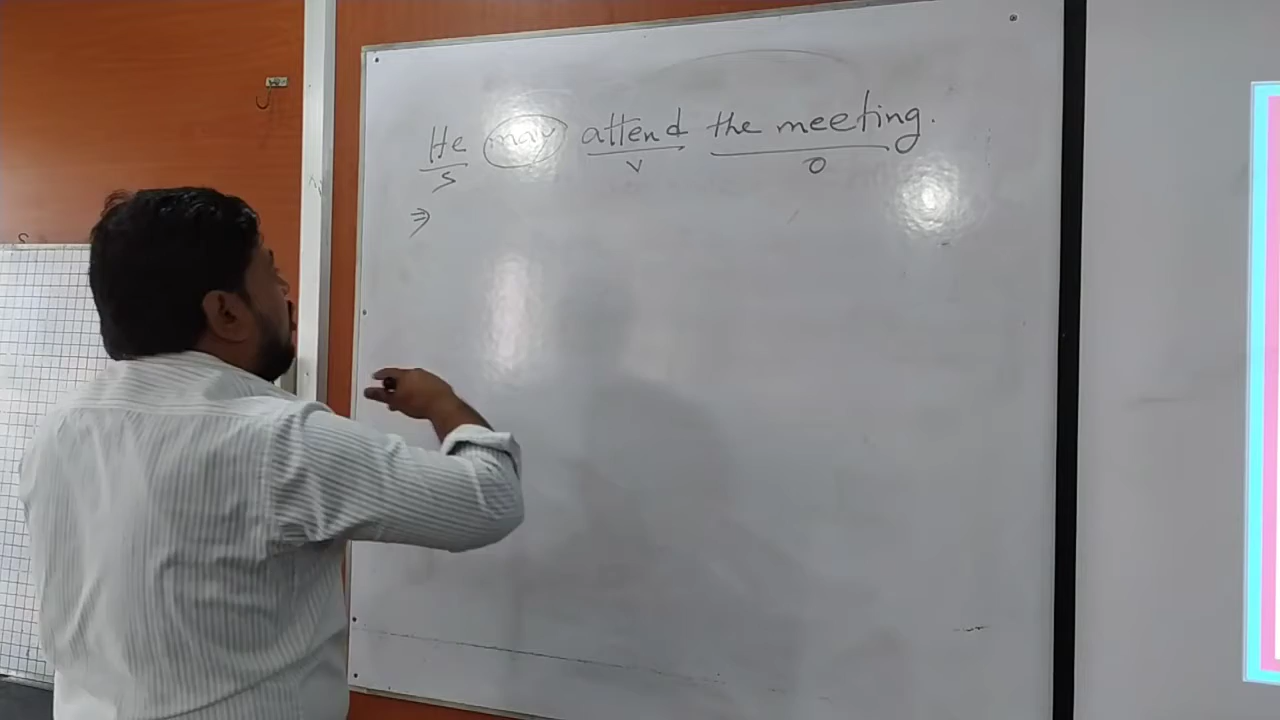 He may attend the meeting.
S V O
⇒